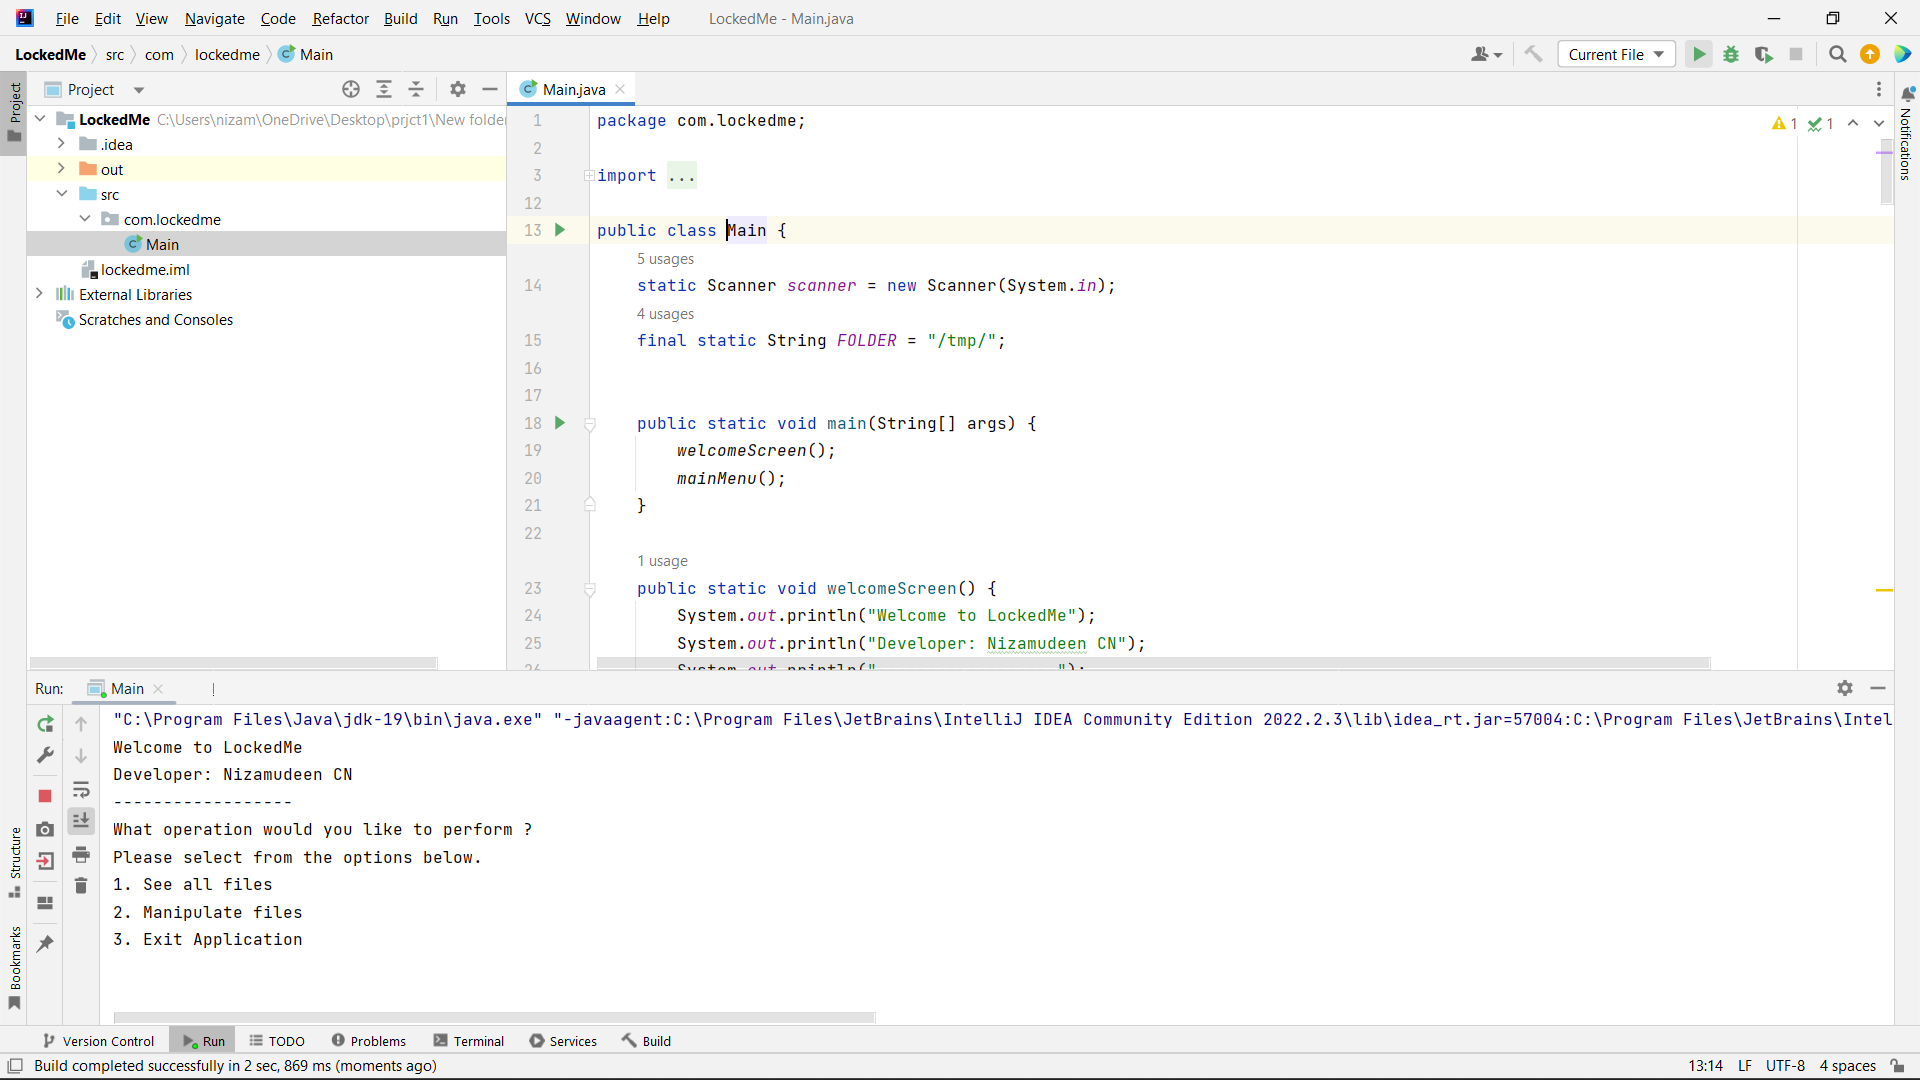 File Edit View Navigate Code Refactor Build Run Tools VCS Window Help LockedMe - Main.java
LockedMe src com lockedme Main Current File
Project
Project
Main.java
LockedMe C:\Users\nizam\OneDrive\Desktop\prjct1\New folde
.idea
out
src
com.lockedme
Main
lockedme.iml
External Libraries
Scratches and Consoles
1 package com.lockedme;
2
3 import ...
12
13 public class Main {
5 usages
14 static Scanner scanner = new Scanner(System.in);
4 usages
15 final static String FOLDER = "/tmp/";
16
17
18 public static void main(String[] args) {
19 welcomeScreen();
20 mainMenu();
21 }
22
1 usage
23 public static void welcomeScreen() {
24 System.out.println("Welcome to LockedMe");
25 System.out.println("Developer: Nizamudeen CN");
1 1
Notifications
Run: Main
"C:\Program Files\Java\jdk-19\bin\java.exe" "-javaagent:C:\Program Files\JetBrains\IntelliJ IDEA Community Edition 2022.2.3\lib\idea_rt.jar=57004:C:\Program Files\JetBrains\Intel
Welcome to LockedMe
Developer: Nizamudeen CN
------------------
What operation would you like to perform ?
Please select from the options below.
1. See all files
2. Manipulate files
3. Exit Application
Structure
Bookmarks
Version Control Run TODO Problems Terminal Services Build
Build completed successfully in 2 sec, 869 ms (moments ago) 13:14 LF UTF-8 4 spaces